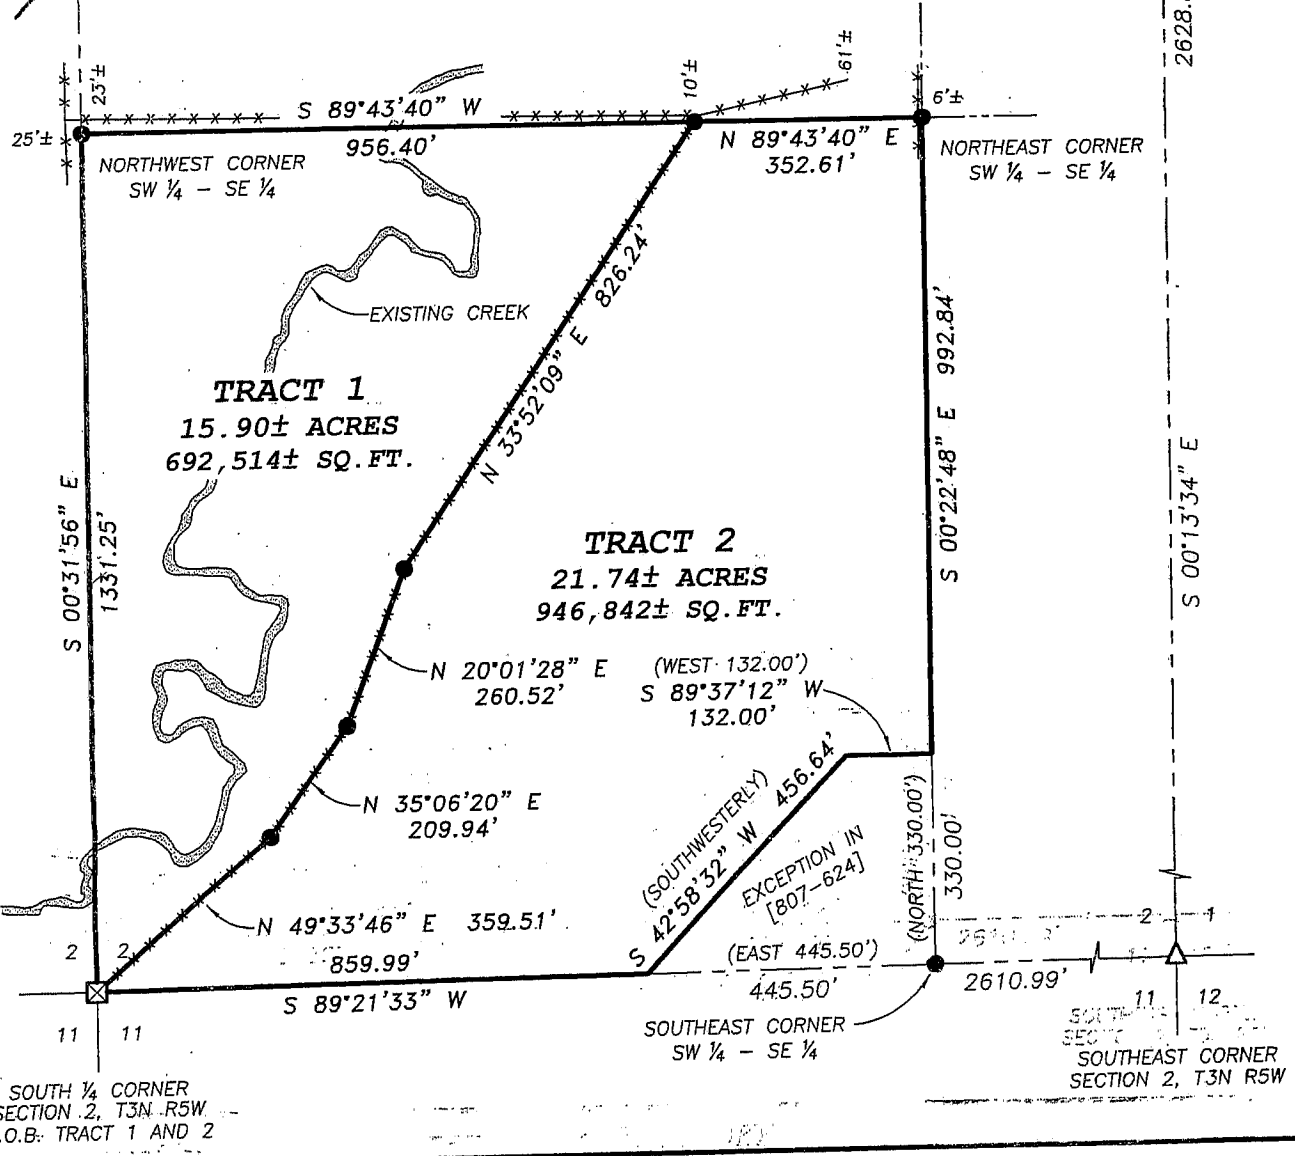 2628.
23'±
10'±
61'±
6'±
25'±
S 89°43'40" W
956.40'
N 89°43'40" E
352.61'
NORTHWEST CORNER
SW ¼ – SE ¼
NORTHEAST CORNER
SW ¼ – SE ¼
EXISTING CREEK
N 33°52'09" E 826.24'
S 00°22'48" E 992.84'
S 00°13'34" E
TRACT 1
15.90± ACRES
692,514± SQ.FT.
S 00°31'56" E
1331.25'
TRACT 2
21.74± ACRES
946,842± SQ.FT.
N 20°01'28" E
260.52'
(WEST 132.00')
S 89°37'12" W
132.00'
N 35°06'20" E
209.94'
(SOUTHWESTERLY)
S 42°58'32" W 456.64'
EXCEPTION IN
[807–624]
(NORTH 330.00')
330.00'
N 49°33'46" E 359.51'
859.99'
S 89°21'33" W
(EAST 445.50')
445.50'
2610.99'
2 2
11 11
2 1
11 12
SOUTHEAST CORNER
SW ¼ – SE ¼
SOUTHEAST CORNER
SECTION 2, T3N R5W
SOUTH ¼ CORNER
SECTION 2, T3N R5W
.O.B. TRACT 1 AND 2